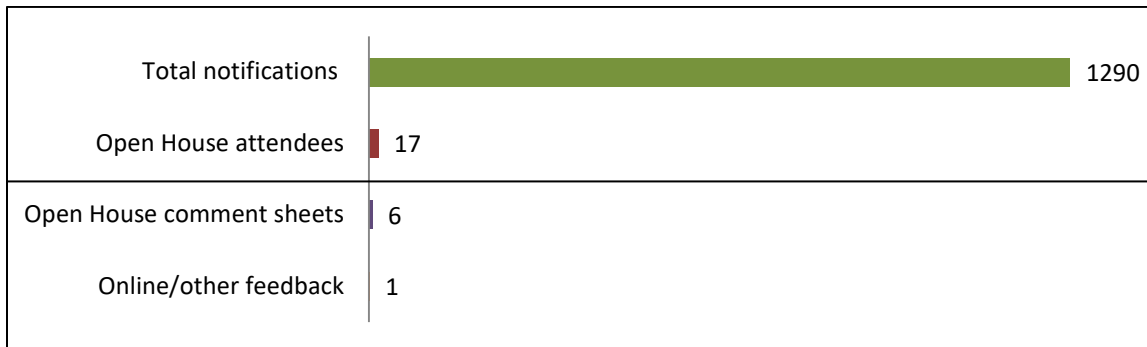 Total notifications 1290
Open House attendees 17
Open House comment sheets 6
Online/other feedback 1